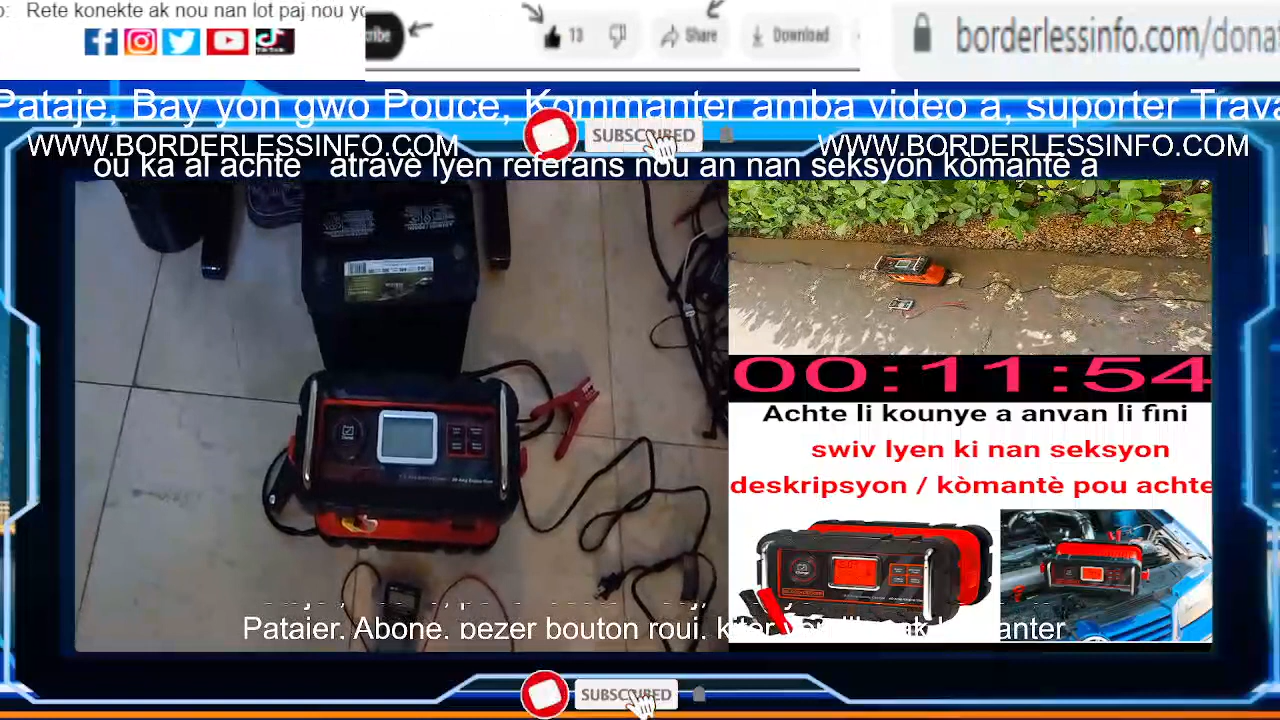 Rete konekte ak nou nan lot paj nou
13
Share
Download
borderlessinfo.com/donat
Pataje, Bay yon gwo Pouce, Kommanter amba video a, suporter Trava
SUBSCRIBED
WWW.BORDERLESSINFO.COM
WWW.BORDERLESSINFO.COM
ou ka al achte atravè lyen referans nou an nan seksyon kòmantè a
00:11:54
Achte li kounye a anvan li fini
swiv lyen ki nan seksyon
deskripsyon / kòmantè pou achte
Pataier. Abone. pezer bouton roui.
SUBSCRIBED